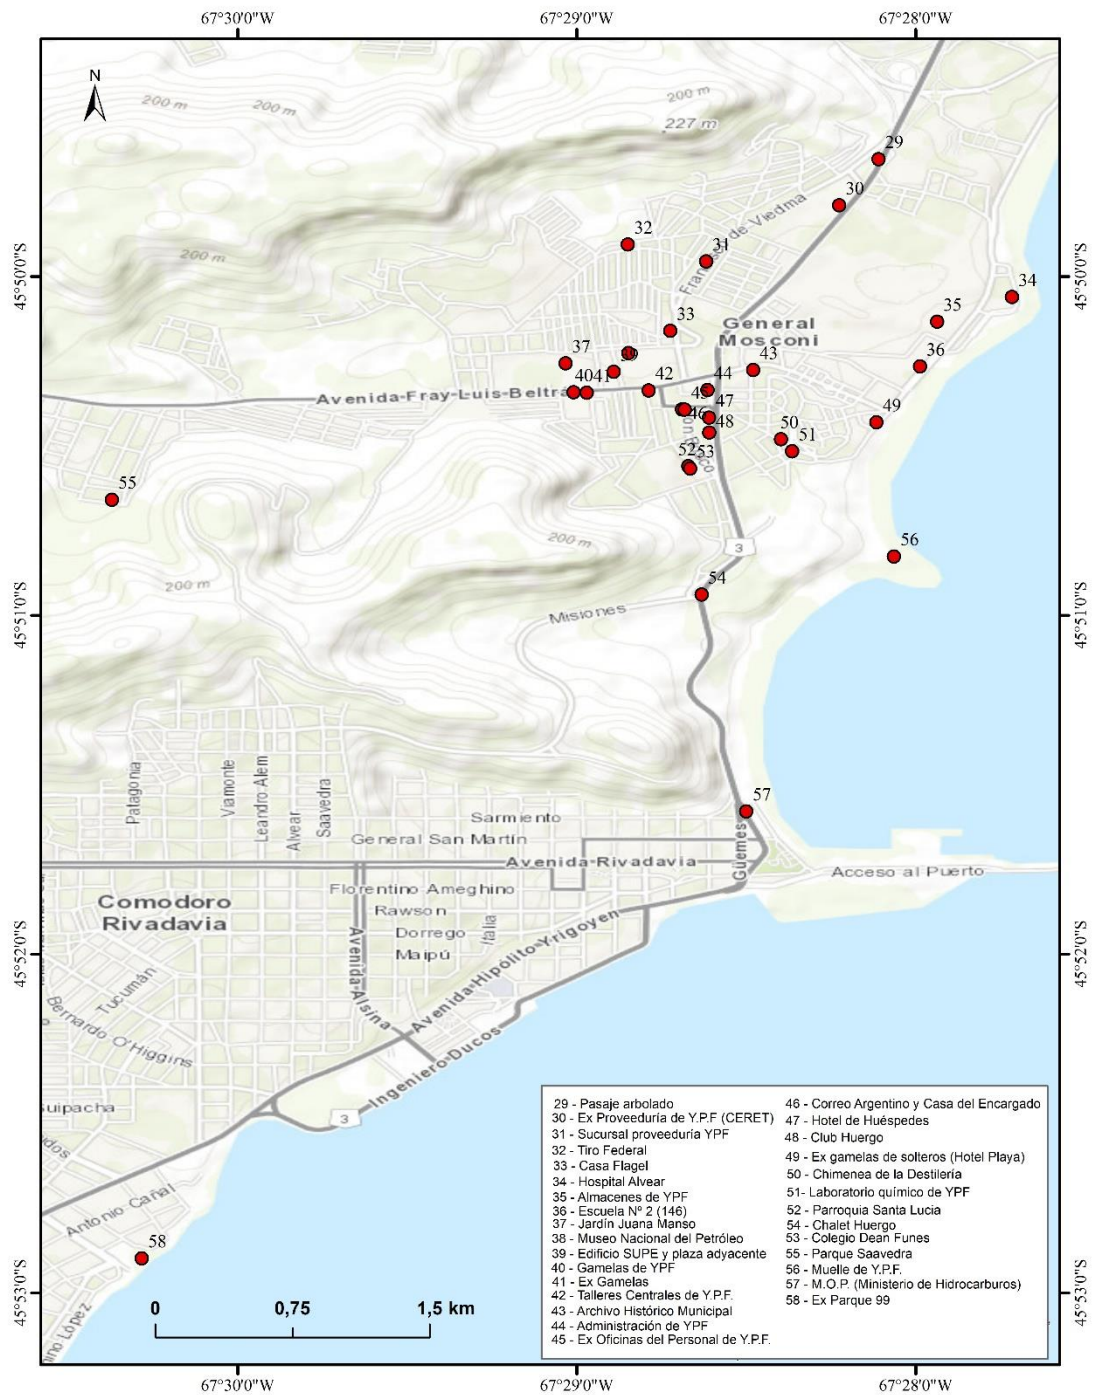 67°30'0"W
67°29'0"W
67°28'0"W
N
200 m
200 m
200 m
227 m
29
30
Francisco de Viedma
32
31
200 m
45°50'0"S
45°50'0"S
34
35
33
General
Mosconi
37
36
43
39
40
41
42
44
Avenida Fray Luis Beltrá
45
47
46
48
49
50
51
52
53
55
200 m
3
56
200 m
54
Misiones
45°51'0"S
45°51'0"S
Patagonia
Viamonte
Leandro Alem
Alvear
Saavedra
57
Sarmiento
General San Martín
Güemes
Avenida Rivadavia
Acceso al Puerto
Florentino Ameghino
Comodoro
Rivadavia
Rawson
Dorrego
Italia
Maipú
Avenida Alsina
Avenida Hipólito Yrigoyen
45°52'0"S
45°52'0"S
Tucumán
Bernardo O'Higgins
Ingeniero Ducos
uipacha
3
udos
Antonio Cañal
58
hino López
45°53'0"S
45°53'0"S
0
0,75
1,5 km
29 - Pasaje arbolado
30 - Ex Proveeduría de Y.P.F (CERET)
31 - Sucursal proveeduría YPF
32 - Tiro Federal
33 - Casa Flagel
34 - Hospital Alvear
35 - Almacenes de YPF
36 - Escuela Nº 2 (146)
37 - Jardín Juana Manso
38 - Museo Nacional del Petróleo
39 - Edificio SUPE y plaza adyacente
40 - Gamelas de YPF
41 - Ex Gamelas
42 - Talleres Centrales de Y.P.F.
43 - Archivo Histórico Municipal
44 - Administración de YPF
45 - Ex Oficinas del Personal de Y.P.F.
46 - Correo Argentino y Casa del Encargado
47 - Hotel de Huéspedes
48 - Club Huergo
49 - Ex gamelas de solteros (Hotel Playa)
50 - Chimenea de la Destilería
51- Laboratorio químico de YPF
52 - Parroquia Santa Lucia
54 - Chalet Huergo
53 - Colegio Dean Funes
55 - Parque Saavedra
56 - Muelle de Y.P.F.
57 - M.O.P. (Ministerio de Hidrocarburos)
58 - Ex Parque 99
67°30'0"W
67°29'0"W
67°28'0"W